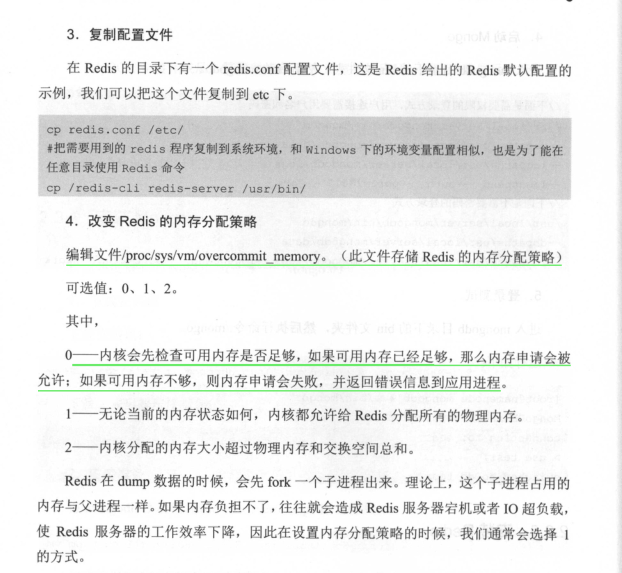 3．复制配置文件
在 Redis 的目录下有一个 redis.conf 配置文件，这是 Redis 给出的 Redis 默认配置的
示例，我们可以把这个文件复制到 etc 下。
cp redis.conf /etc/
#把需要用到的 redis 程序复制到系统环境，和 Windows 下的环境变量配置相似，也是为了能在
任意目录使用 Redis 命令
cp /redis-cli redis-server /usr/bin/
4．改变 Redis 的内存分配策略
编辑文件/proc/sys/vm/overcommit_memory。（此文件存储 Redis 的内存分配策略）
可选值：0、1、2。
其中，
0——内核会先检查可用内存是否足够，如果可用内存已经足够，那么内存申请会被
允许；如果可用内存不够，则内存申请会失败，并返回错误信息到应用进程。
1——无论当前的内存状态如何，内核都允许给 Redis 分配所有的物理内存。
2——内核分配的内存大小超过物理内存和交换空间总和。
Redis 在 dump 数据的时候，会先 fork 一个子进程出来。理论上，这个子进程占用的
内存与父进程一样。如果内存负担不了，往往就会造成 Redis 服务器宕机或者 IO 超负载，
使 Redis 服务器的工作效率下降，因此在设置内存分配策略的时候，我们通常会选择 1
的方式。